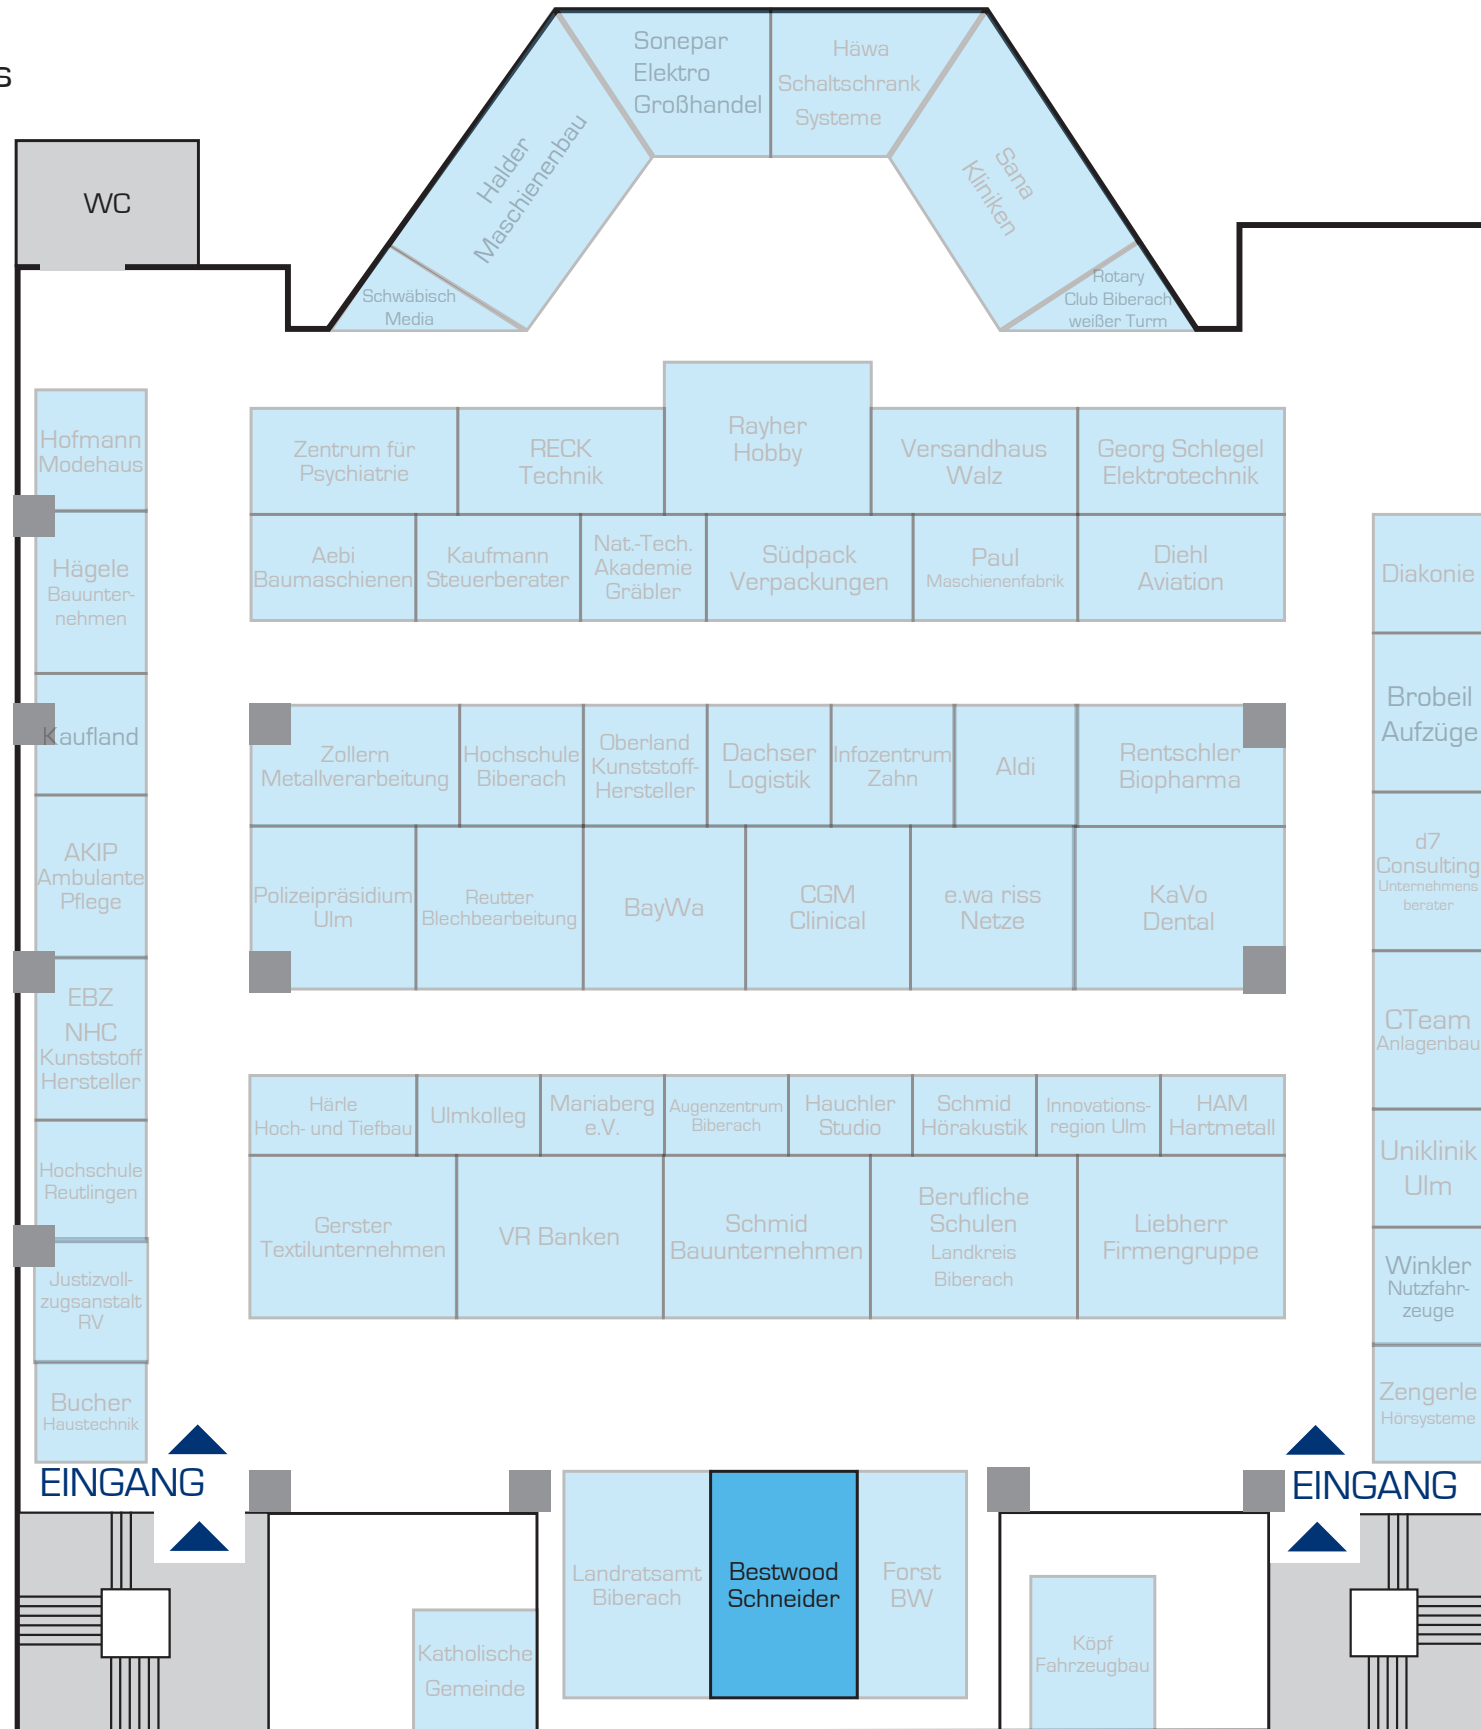 s
WC
Sonepar
Elektro
Großhandel
Häwa
Schaltschrank
Systeme
Halder
Maschienenbau
Sana
Kliniken
Schwäbisch
Media
Rotary
Club Biberach
weißer Turm
Hofmann
Modehaus
Hägele
Bauunter-
nehmen
Kaufland
AKIP
Ambulante
Pflege
EBZ
NHC
Kunststoff
Hersteller
Hochschule
Reutlingen
Justizvoll-
zugsanstalt
RV
Bucher
Haustechnik
Zentrum für
Psychiatrie
RECK
Technik
Rayher
Hobby
Versandhaus
Walz
Georg Schlegel
Elektrotechnik
Aebi
Baumaschienen
Kaufmann
Steuerberater
Nat.-Tech.
Akademie
Gräbler
Südpack
Verpackungen
Paul
Maschienenfabrik
Diehl
Aviation
Zollern
Metallverarbeitung
Hochschule
Biberach
Oberland
Kunststoff-
Hersteller
Dachser
Logistik
Infozentrum
Zahn
Aldi
Rentschler
Biopharma
Polizeipräsidium
Ulm
Reutter
Blechbearbeitung
BayWa
CGM
Clinical
e.wa riss
Netze
KaVo
Dental
Härle
Hoch- und Tiefbau
Ulmkolleg
Mariaberg
e.V.
Augenzentrum
Biberach
Hauchler
Studio
Schmid
Hörakustik
Innovations-
region Ulm
HAM
Hartmetall
Gerster
Textilunternehmen
VR Banken
Schmid
Bauunternehmen
Berufliche
Schulen
Landkreis
Biberach
Liebherr
Firmengruppe
Diakonie
Brobeil
Aufzüge
d7
Consulting
Unternehmens
berater
CTeam
Anlagenbau
Uniklinik
Ulm
Winkler
Nutzfahr-
zeuge
Zengerle
Hörsysteme
EINGANG
EINGANG
Landratsamt
Biberach
Bestwood
Schneider
Forst
BW
Katholische
Gemeinde
Köpf
Fahrzeugbau